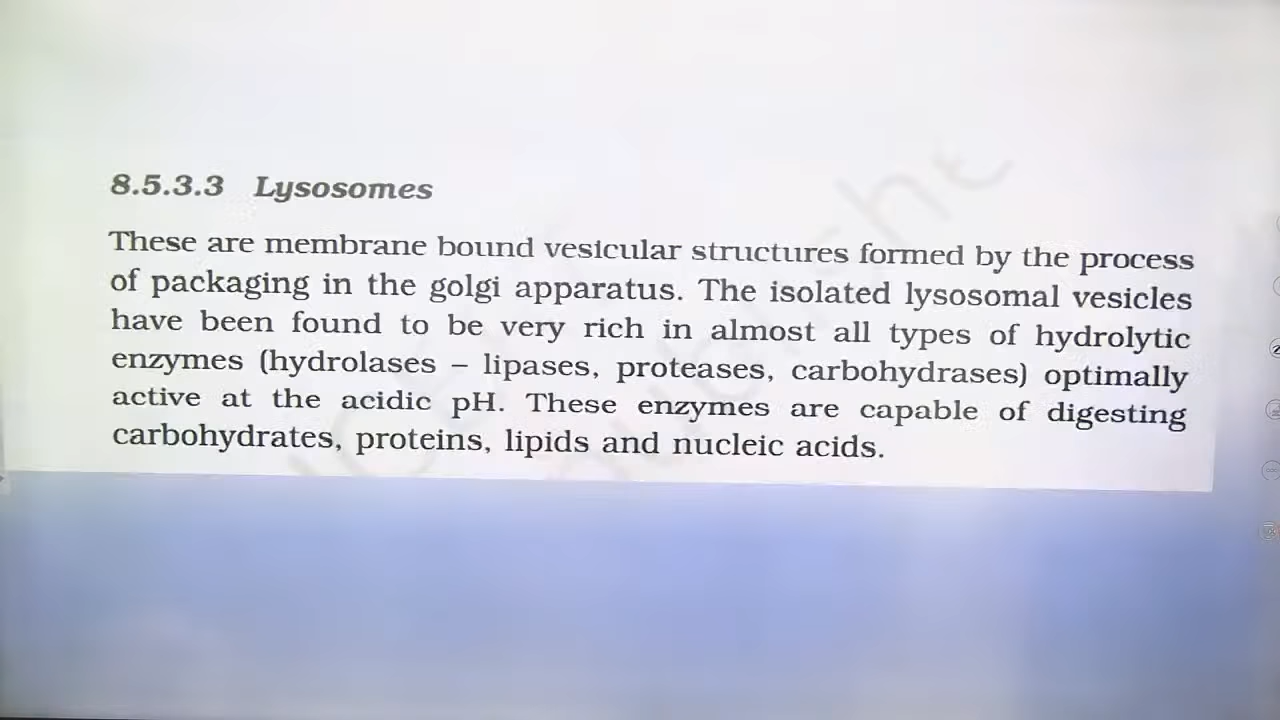 8.5.3.3 Lysosomes
These are membrane bound vesicular structures formed by the process
of packaging in the golgi apparatus. The isolated lysosomal vesicles
have been found to be very rich in almost all types of hydrolytic
enzymes (hydrolases – lipases, proteases, carbohydrases) optimally
active at the acidic pH. These enzymes are capable of digesting
carbohydrates, proteins, lipids and nucleic acids.